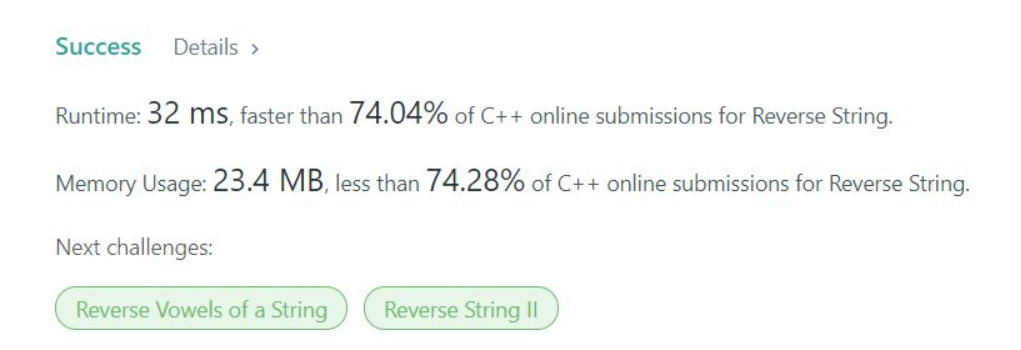 Success Details >
Runtime: 32 ms, faster than 74.04% of C++ online submissions for Reverse String.
Memory Usage: 23.4 MB, less than 74.28% of C++ online submissions for Reverse String.
Next challenges:
Reverse Vowels of a String Reverse String II